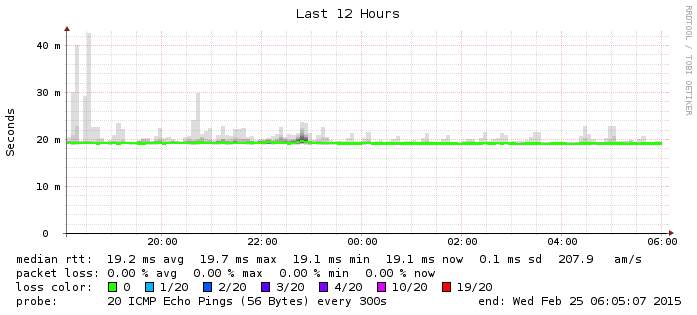 Last 12 Hours
RRDTOOL / TOBI OETIKER
Seconds
40 m
30 m
20 m
10 m
0
20:00 22:00 00:00 02:00 04:00 06:00
median rtt: 19.2 ms avg 19.7 ms max 19.1 ms min 19.1 ms now 0.1 ms sd 207.9 am/s
packet loss: 0.00 % avg 0.00 % max 0.00 % min 0.00 % now
loss color: 0 1/20 2/20 3/20 4/20 10/20 19/20
probe: 20 ICMP Echo Pings (56 Bytes) every 300s end: Wed Feb 25 06:05:07 2015